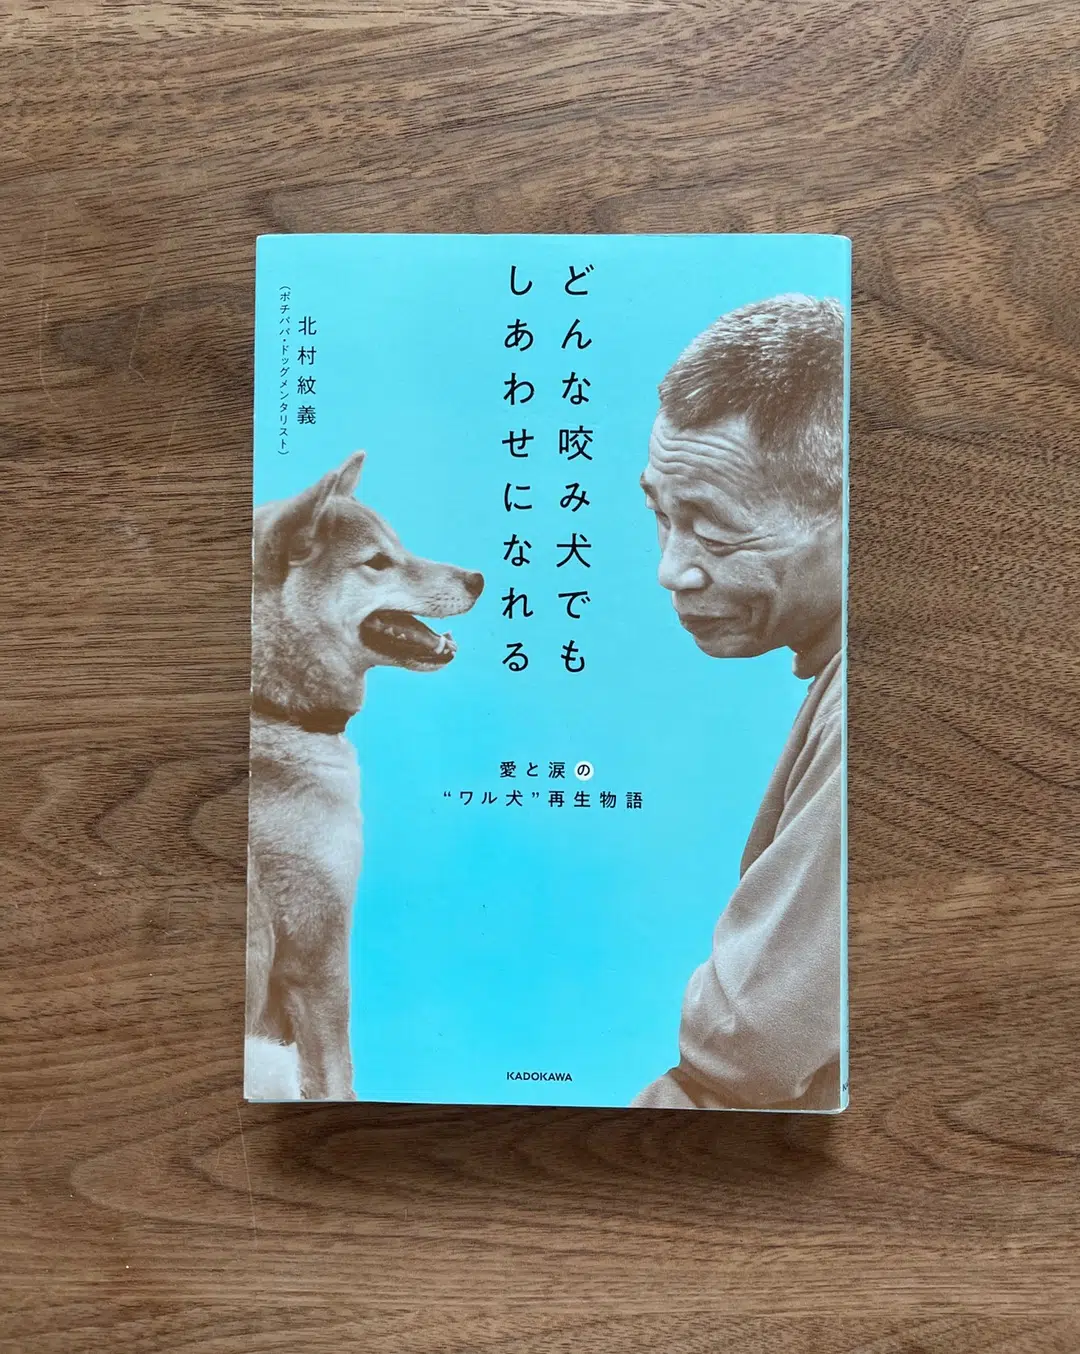 どんな咬み犬でも
しあわせになれる
北村紋義
(ポチパパ・ドッグメンタリスト)
愛と涙の
“ワル犬”再生物語
KADOKAWA